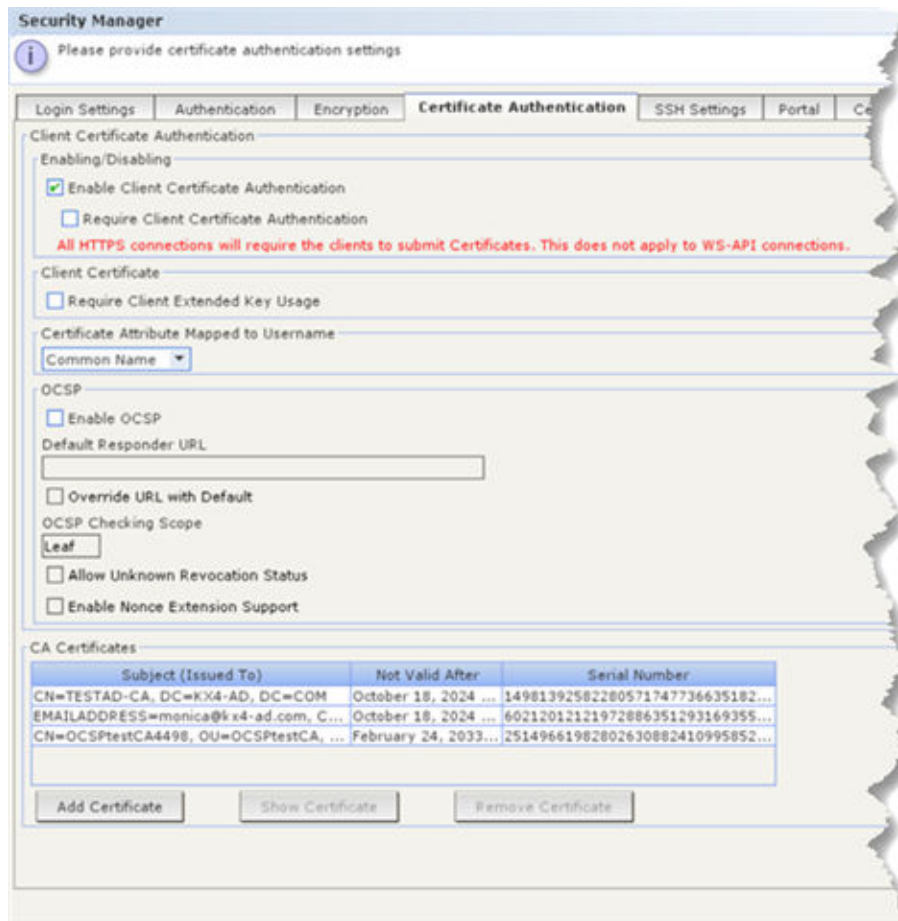 Security Manager
Please provide certificate authentication settings
Login Settings Authentication Encryption Certificate Authentication SSH Settings Portal Ce
Client Certificate Authentication
Enabling/Disabling
Enable Client Certificate Authentication
Require Client Certificate Authentication
All HTTPS connections will require the clients to submit Certificates. This does not apply to WS-API connections.
Client Certificate
Require Client Extended Key Usage
Certificate Attribute Mapped to Username
Common Name
OCSP
Enable OCSP
Default Responder URL
Override URL with Default
OCSP Checking Scope
Leaf
Allow Unknown Revocation Status
Enable Nonce Extension Support
CA Certificates
Subject (Issued To) Not Valid After Serial Number
CN=TESTAD-CA, DC=KX4-AD, DC=COM October 18, 2024 ... 14981392582280571747736635182...
EMAILADDRESS=monica@kx4-ad.com, C... October 18, 2024 ... 60212012121972886351293169355...
CN=OCSPtestCA4498, OU=OCSPtestCA, ... February 24, 2033... 251496619828026308824109958 52...
Add Certificate Show Certificate Remove Certificate